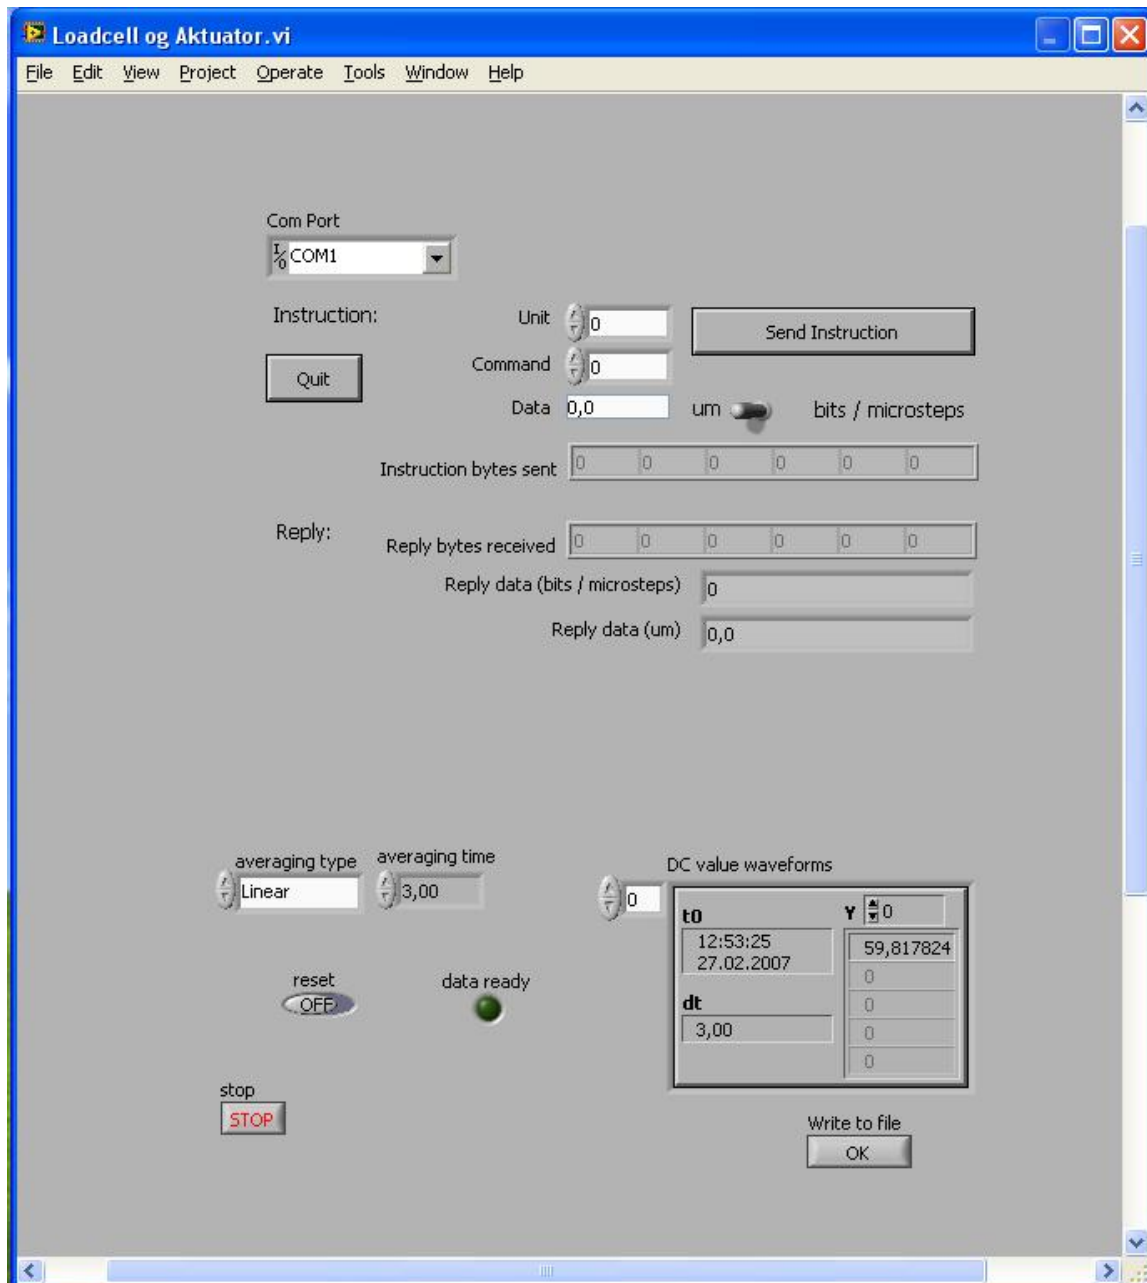 Loadcell og Aktuator.vi
File Edit View Project Operate Tools Window Help
Com Port
I/O COM1
Instruction: Unit 0 Send Instruction
Quit Command 0
Data 0,0 um bits / microsteps
Instruction bytes sent 0 0 0 0 0 0
Reply: Reply bytes received 0 0 0 0 0 0
Reply data (bits / microsteps) 0
Reply data (um) 0,0
averaging type averaging time DC value waveforms
Linear 3,00 0
t0 Y 0
12:53:25 59,817824
27.02.2007
0
reset data ready
OFF
dt 0
3,00 0
0
stop
STOP
Write to file
OK